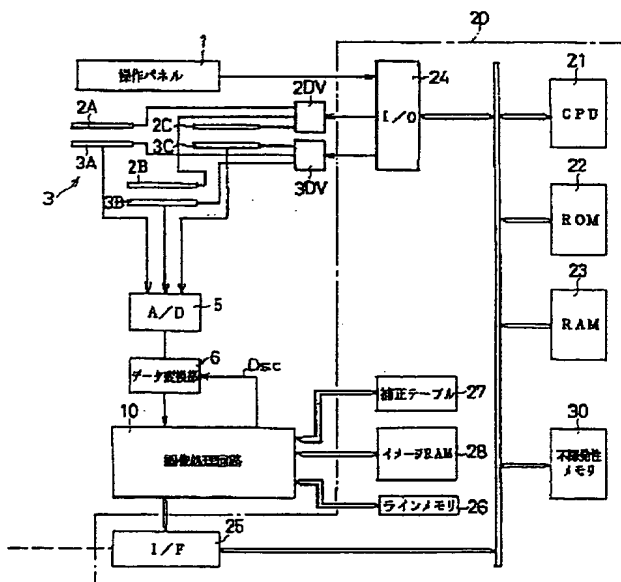 20
1
操作パネル
24
I/O
21
CPU
2A
2C
2DV
3A
3C
3DV
3
2B
3B
22
ROM
23
RAM
A/D
5
6
データ変換部
Dsc
10
画像処理回路
補正テーブル
27
イメージRAM
28
ラインメモリ
26
30
不揮発性
メモリ
25
I/F